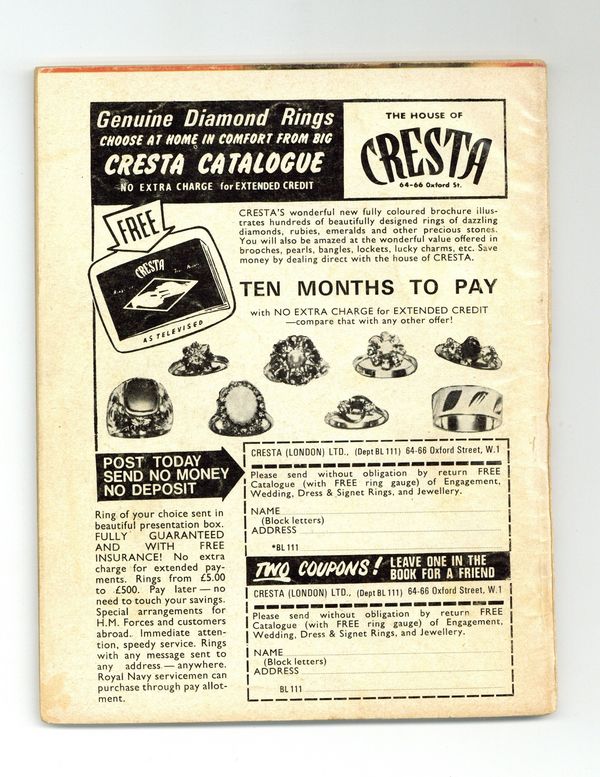 Genuine Diamond Rings
CHOOSE AT HOME IN COMFORT FROM BIG
CRESTA CATALOGUE
NO EXTRA CHARGE for EXTENDED CREDIT
THE HOUSE OF
CRESTA
64-66 Oxford St.
FREE
CRESTA
AS TELEVISED
CRESTA'S wonderful new fully coloured brochure illus-
trates hundreds of beautifully designed rings of dazzling
diamonds, rubies, emeralds and other precious stones.
You will also be amazed at the wonderful value offered in
brooches, pearls, bangles, lockets, lucky charms, etc. Save
money by dealing direct with the house of CRESTA.
TEN MONTHS TO PAY
with NO EXTRA CHARGE for EXTENDED CREDIT
—compare that with any other offer!
POST TODAY
SEND NO MONEY
NO DEPOSIT
Ring of your choice sent in
beautiful presentation box.
FULLY GUARANTEED
AND WITH FREE
INSURANCE! No extra
charge for extended pay-
ments. Rings from £5.00
to £500. Pay later — no
need to touch your savings.
Special arrangements for
H.M. Forces and customers
abroad. Immediate atten-
tion, speedy service. Rings
with any message sent to
any address — anywhere.
Royal Navy servicemen can
purchase through pay allot-
ment.
CRESTA (LONDON) LTD., (Dept BL 111) 64-66 Oxford Street, W.1
Please send without obligation by return FREE
Catalogue (with FREE ring gauge) of Engagement,
Wedding, Dress & Signet Rings, and Jewellery.
NAME
(Block letters)
ADDRESS
*BL 111
TWO COUPONS! LEAVE ONE IN THE
BOOK FOR A FRIEND
CRESTA (LONDON) LTD., (Dept BL 111) 64-66 Oxford Street, W.1
Please send without obligation by return FREE
Catalogue (with FREE ring gauge) of Engagement,
Wedding, Dress & Signet Rings, and Jewellery.
NAME
(Block letters)
ADDRESS
BL 111